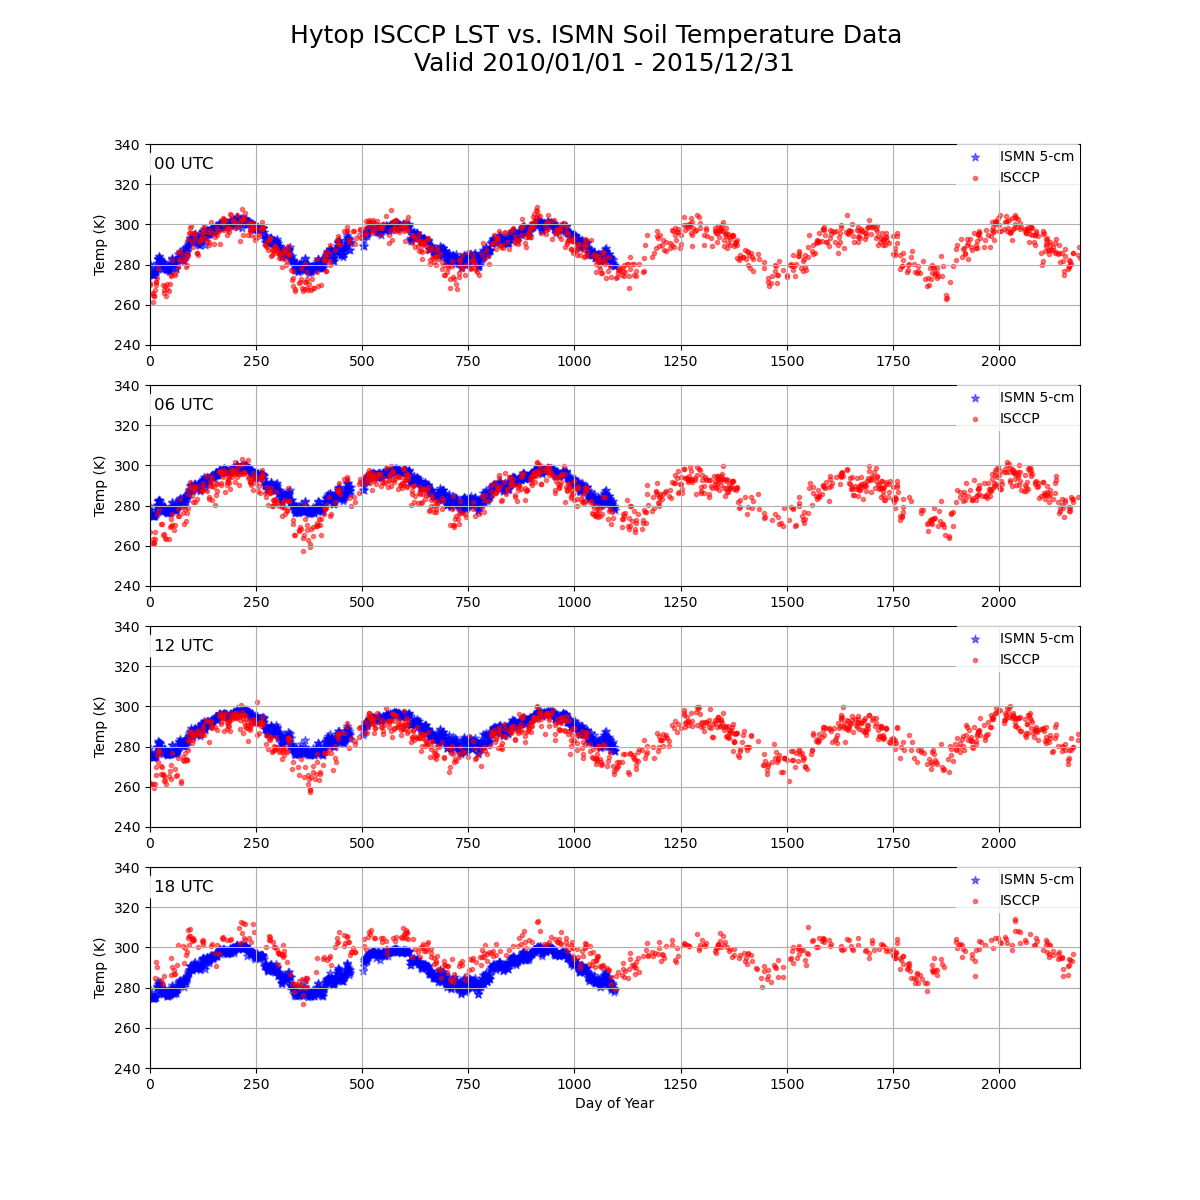 Hytop ISCCP LST vs. ISMN Soil Temperature Data
Valid 2010/01/01 - 2015/12/31
340
320
300
280
260
240
Temp (K)
00 UTC
ISMN 5-cm
ISCCP
0 250 500 750 1000 1250 1500 1750 2000
340
320
300
280
260
240
Temp (K)
06 UTC
ISMN 5-cm
ISCCP
0 250 500 750 1000 1250 1500 1750 2000
340
320
300
280
260
240
Temp (K)
12 UTC
ISMN 5-cm
ISCCP
0 250 500 750 1000 1250 1500 1750 2000
340
320
300
280
260
240
Temp (K)
18 UTC
ISMN 5-cm
ISCCP
0 250 500 750 1000 1250 1500 1750 2000
Day of Year